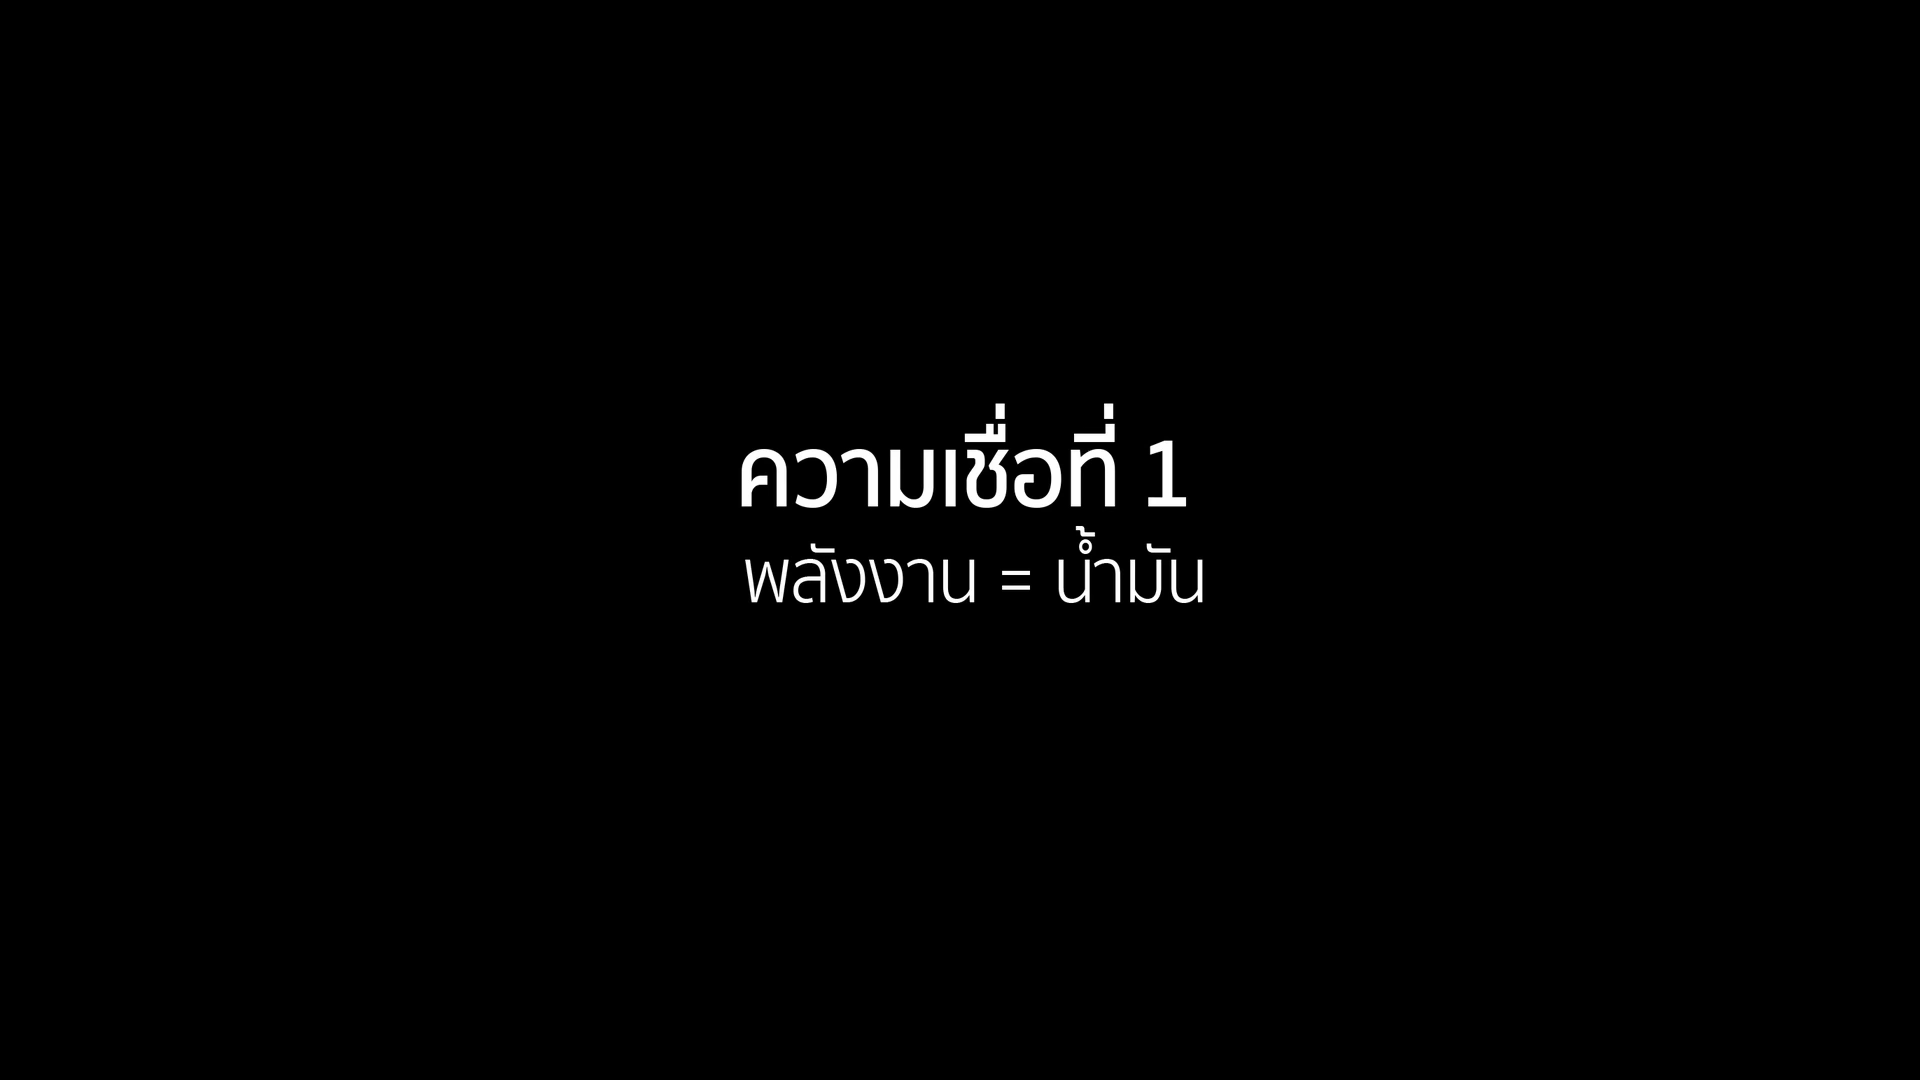 ความเชื่อที่ 1
พลังงาน = น้ำมัน